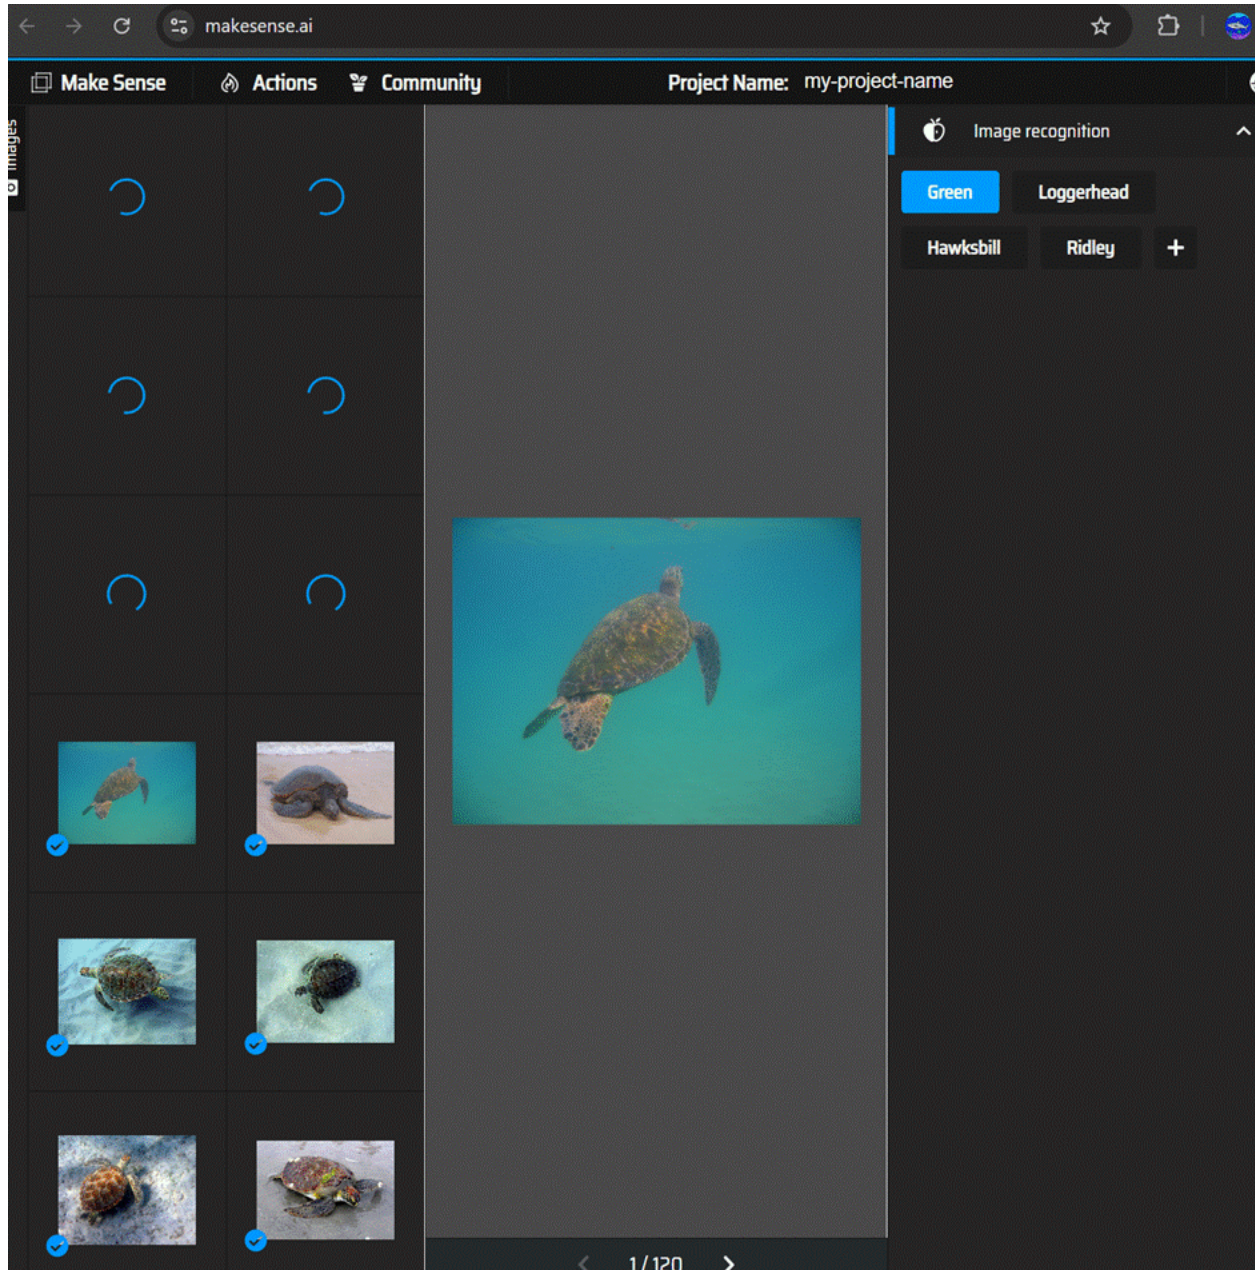 makesense.ai
Make Sense Actions Community Project Name: my-project-name
Images
Image recognition
Green Loggerhead
Hawksbill Ridley +
1 / 120